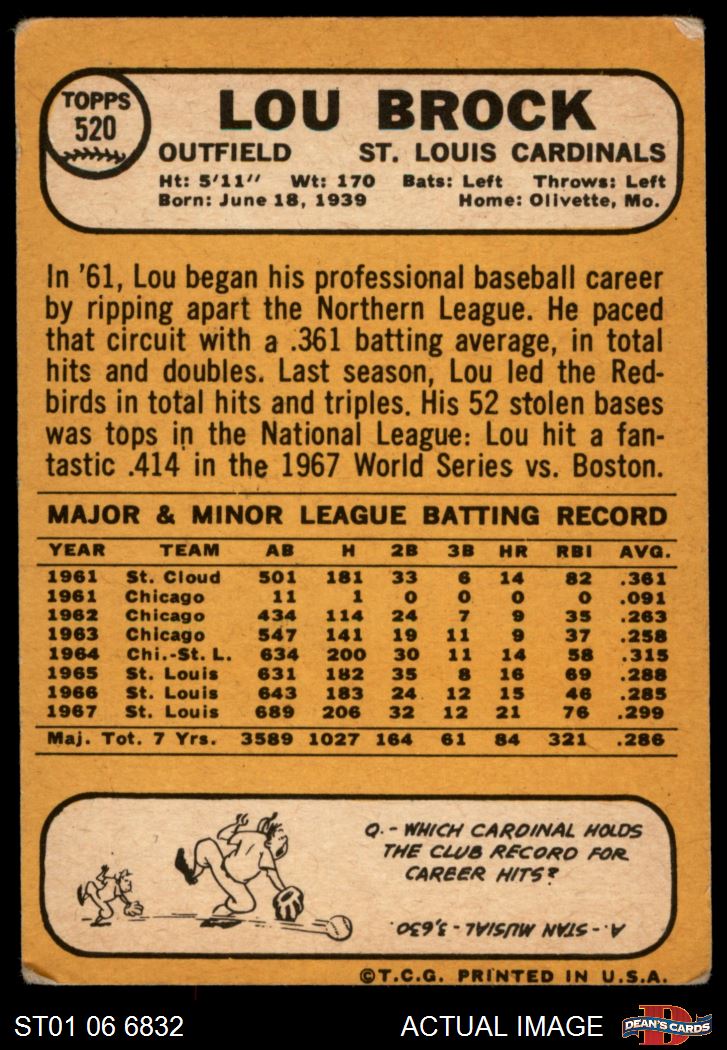 TOPPS
520
LOU BROCK
OUTFIELD ST. LOUIS CARDINALS
Ht: 5'11" Wt: 170 Bats: Left Throws: Left
Born: June 18, 1939 Home: Olivette, Mo.
In '61, Lou began his professional baseball career
by ripping apart the Northern League. He paced
that circuit with a .361 batting average, in total
hits and doubles. Last season, Lou led the Red-
birds in total hits and triples. His 52 stolen bases
was tops in the National League: Lou hit a fan-
tastic .414 in the 1967 World Series vs. Boston.
MAJOR & MINOR LEAGUE BATTING RECORD
YEAR TEAM AB H 2B 3B HR RBI AVG.
1961 St. Cloud 501 181 33 6 14 82 .361
1961 Chicago 11 1 0 0 0 0 .091
1962 Chicago 434 114 24 7 9 35 .263
1963 Chicago 547 141 19 11 9 37 .258
1964 Chi.-St. L. 634 200 30 11 14 58 .315
1965 St. Louis 631 182 35 8 16 69 .288
1966 St. Louis 643 183 24 12 15 46 .285
1967 St. Louis 689 206 32 12 21 76 .299
Maj. Tot. 7 Yrs. 3589 1027 164 61 84 321 .286
Q.- WHICH CARDINAL HOLDS
THE CLUB RECORD FOR
CAREER HITS?
A.- STAN MUSIAL - 3,630.
©T.C.G. PRINTED IN U.S.A.
ST01 06 6832 ACTUAL IMAGE
D
DEAN'S CARDS